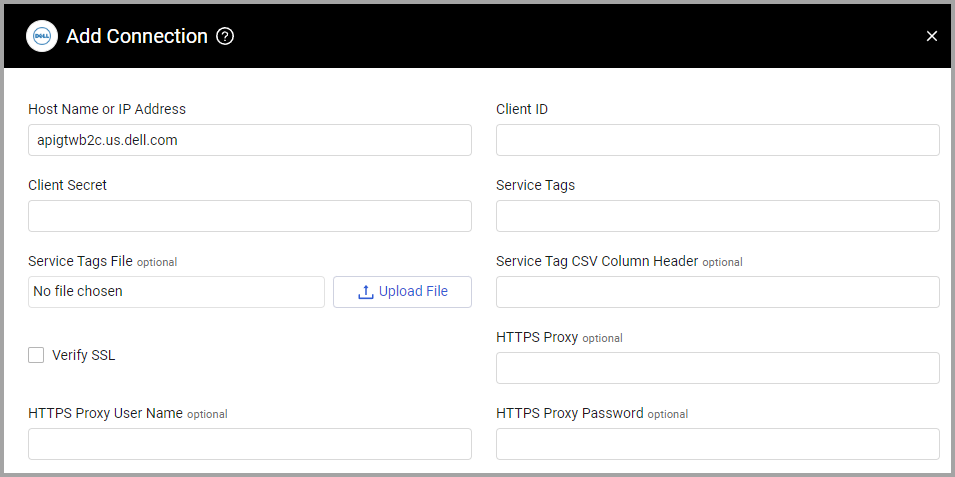 DELL Add Connection ?
Host Name or IP Address
apigtwb2c.us.dell.com
Client ID
Client Secret
Service Tags
Service Tags File optional
No file chosen
Upload File
Service Tag CSV Column Header optional
Verify SSL
HTTPS Proxy optional
HTTPS Proxy User Name optional
HTTPS Proxy Password optional